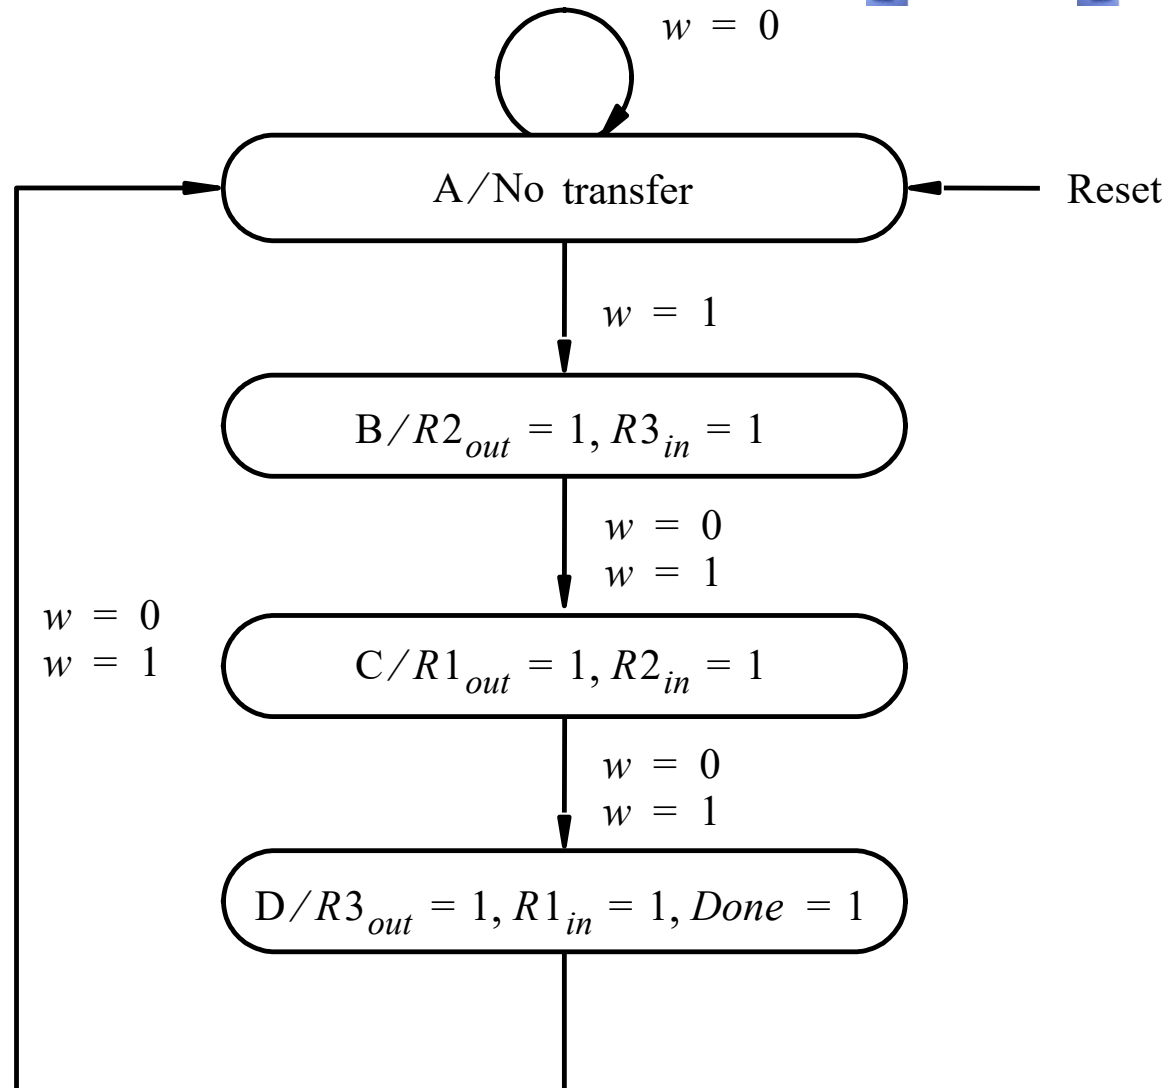 w = 0
A/No transfer
Reset
w = 1
B/R2out = 1, R3in = 1
w = 0
w = 1
w = 0
w = 1
C/R1out = 1, R2in = 1
w = 0
w = 1
D/R3out = 1, R1in = 1, Done = 1